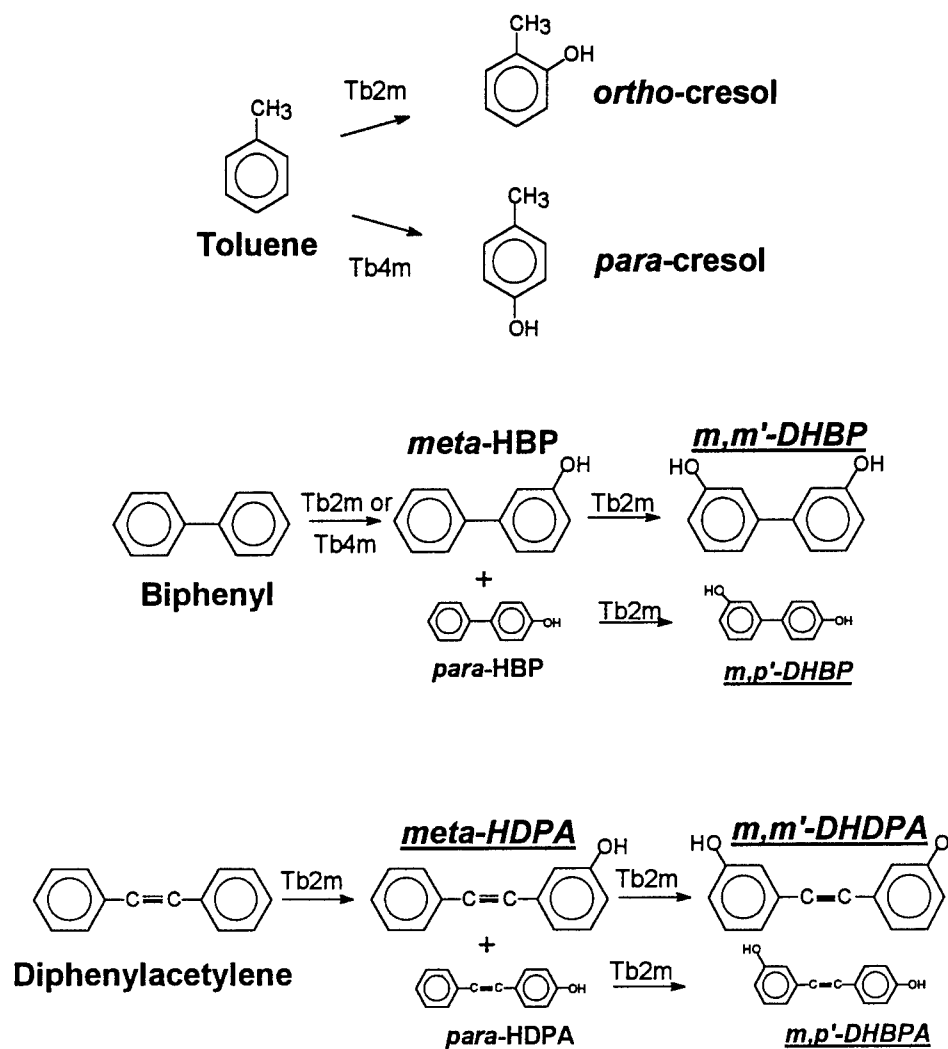 CH3
OH
Tb2m
ortho-cresol
CH3
Toluene
Tb4m
CH3
para-cresol
OH
meta-HBP
m,m'-DHBP
OH
HO
OH
Tb2m or
Tb4m
Tb2m
Biphenyl
+
OH
Tb2m
HO
OH
para-HBP
m,p'-DHBP
meta-HDPA
m,m'-DHDPA
OH
HO
O
Tb2m
C
C
Tb2m
C
C
C
C
Diphenylacetylene
+
C
C
OH
Tb2m
HO
C
C
OH
para-HDPA
m,p'-DHBPA